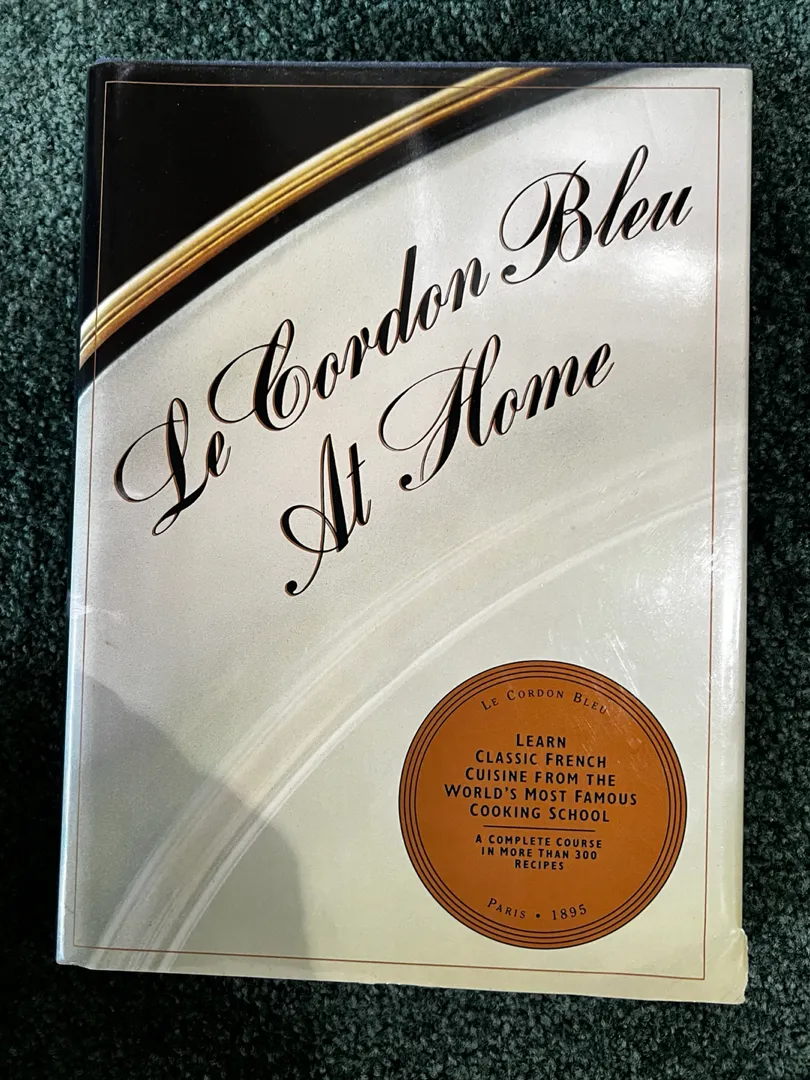 Le Cordon Bleu
At Home
LE CORDON BLEU
LEARN
CLASSIC FRENCH
CUISINE FROM THE
WORLD'S MOST FAMOUS
COOKING SCHOOL
A COMPLETE COURSE
IN MORE THAN 300
RECIPES
PARIS • 1895